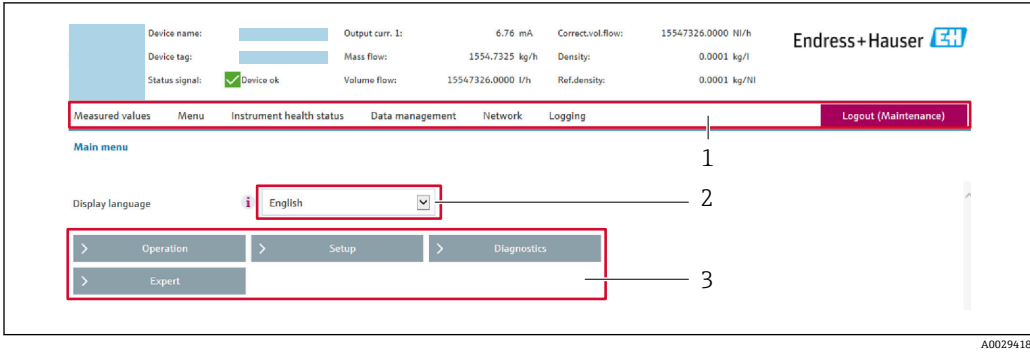 Device name: Output curr. 1: 6.76 mA Correct.vol.flow: 15547326.0000 Nl/h
Endress+Hauser EH
Device tag: Mass flow: 1554.7325 kg/h Density: 0.0001 kg/l
Status signal: Device ok Volume flow: 15547326.0000 l/h Ref.density: 0.0001 kg/Nl
Measured values Menu Instrument health status Data management Network Logging Logout (Maintenance)
1
Main menu
Display language i English 2
> Operation > Setup > Diagnostics
> Expert 3
A0029418